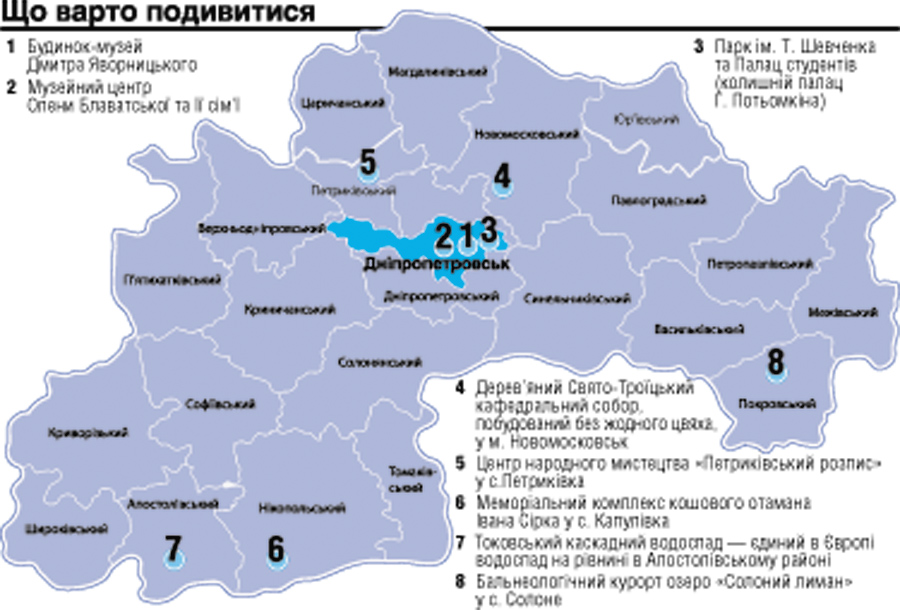 Що варто подивитися
1 Будинок-музей
Дмитра Яворницького
2 Музейний центр
Олени Блаватської та її сім'ї
3 Парк ім. Т. Шевченка
та Палац студентів
(колишній палац
Г. Потьомкіна)
Магдалинівський
Царичанський
Новомосковський
Юр'ївський
5
4
Петриківський
Павлоградський
Верхньодніпровський
2 1 3
Дніпропетровськ
Петропавлівський
П'ятихатківський
Дніпропетровський
Синельниківський
Криничанський
Межівський
Васильківський
Солонянський
8
Покровський
Софіївський
Криворізький
Томаків-
ський
Апостолівський
Нікопольський
Широківський
7
6
4 Дерев'яний Свято-Троїцький
кафедральний собор,
побудований без жодного цвяха,
у м. Новомосковськ
5 Центр народного мистецтва «Петриківський розпис»
у с.Петриківка
6 Меморіальний комплекс кошового отамана
Івана Сірка у с. Капулівка
7 Токовський каскадний водоспад — єдиний в Європі
водоспад на рівнині в Апостолівському районі
8 Бальнеологічний курорт озеро «Солоний лиман»
у с. Солоне